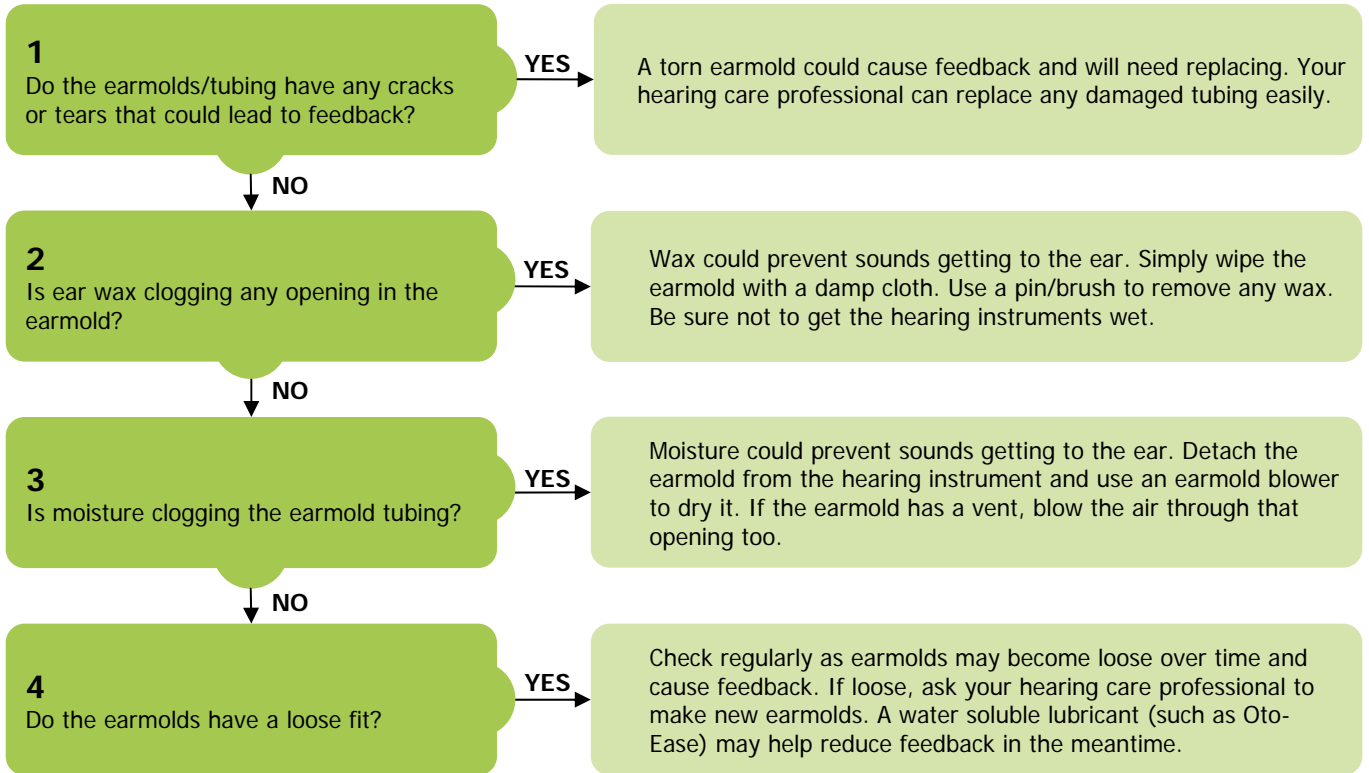 1
Do the earmolds/tubing have any cracks
or tears that could lead to feedback?
YES
A torn earmold could cause feedback and will need replacing. Your
hearing care professional can replace any damaged tubing easily.
NO
2
Is ear wax clogging any opening in the
earmold?
YES
Wax could prevent sounds getting to the ear. Simply wipe the
earmold with a damp cloth. Use a pin/brush to remove any wax.
Be sure not to get the hearing instruments wet.
NO
3
Is moisture clogging the earmold tubing?
YES
Moisture could prevent sounds getting to the ear. Detach the
earmold from the hearing instrument and use an earmold blower
to dry it. If the earmold has a vent, blow the air through that
opening too.
NO
4
Do the earmolds have a loose fit?
YES
Check regularly as earmolds may become loose over time and
cause feedback. If loose, ask your hearing care professional to
make new earmolds. A water soluble lubricant (such as Oto-
Ease) may help reduce feedback in the meantime.